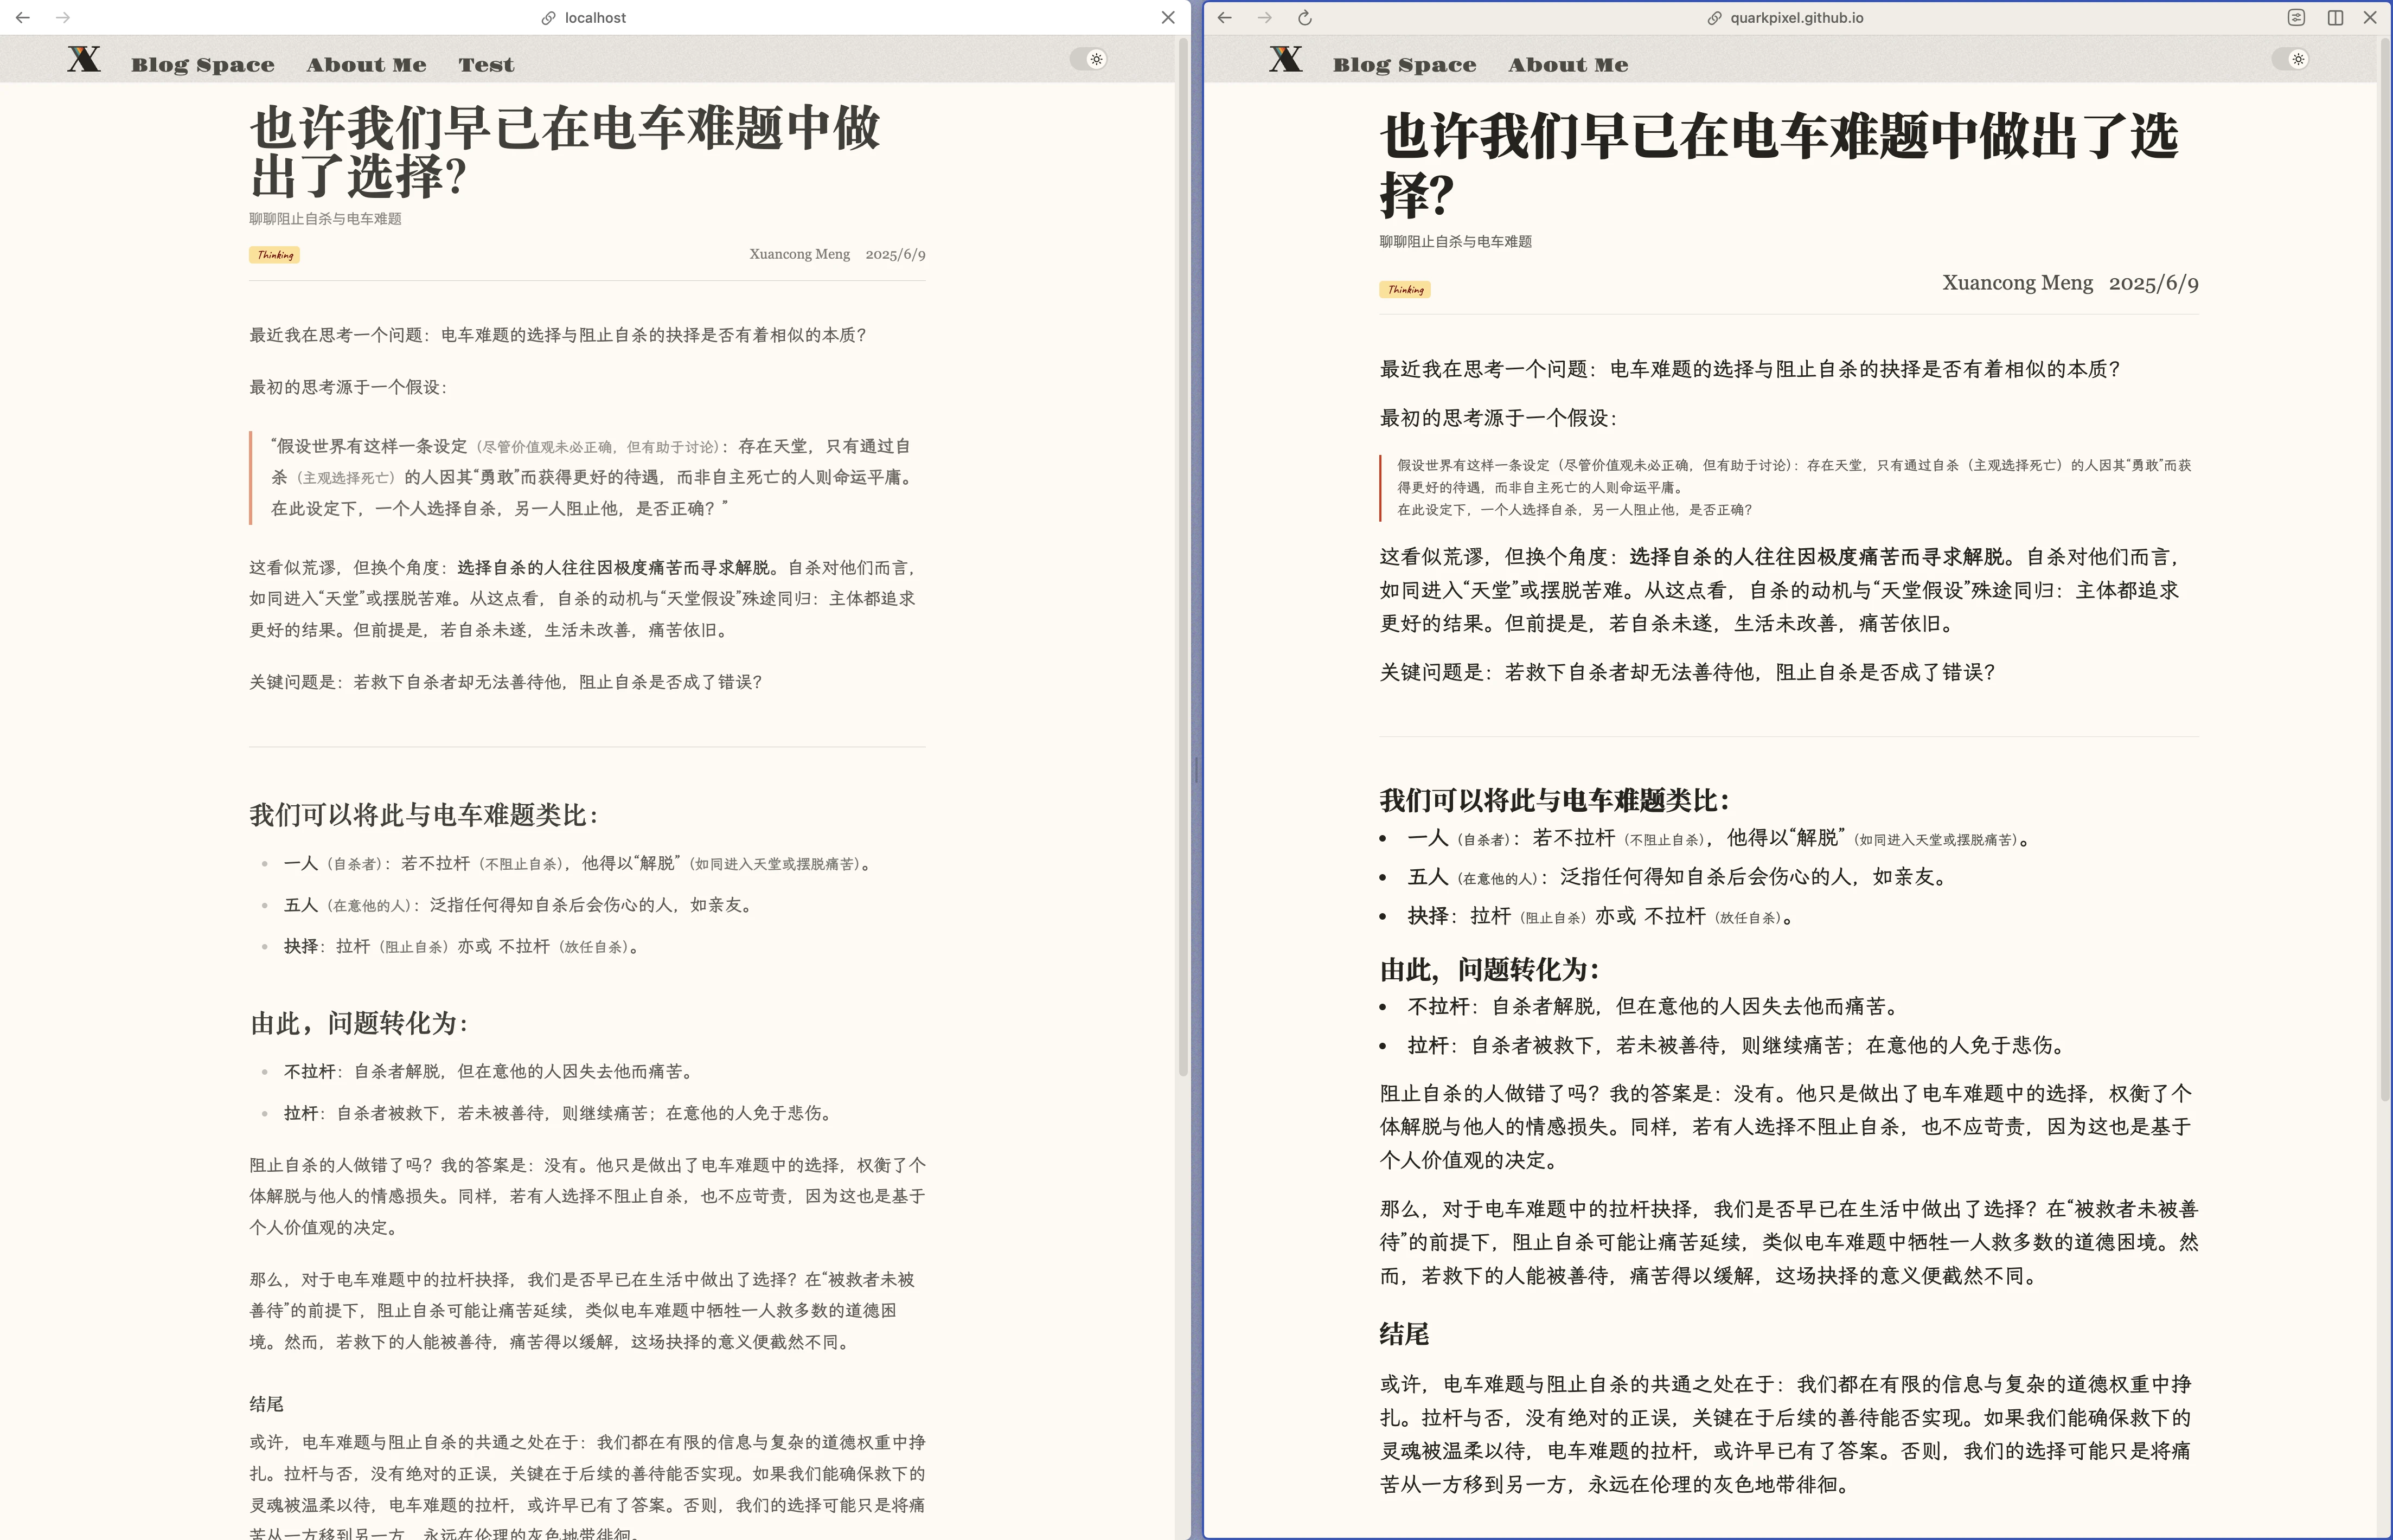 localhost
X Blog Space About Me Test
也许我们早已在电车难题中做
出了选择？
聊聊阻止自杀与电车难题
Thinking Xuancong Meng 2025/6/9
最近我在思考一个问题：电车难题的选择与阻止自杀的抉择是否有着相似的本质？
最初的思考源于一个假设：
“假设世界有这样一条设定（尽管价值观未必正确，但有助于讨论）：存在天堂，只有通过自
杀（主观选择死亡）的人因其“勇敢”而获得更好的待遇，而非自主死亡的人则命运平庸。
在此设定下，一个人选择自杀，另一人阻止他，是否正确？”
这看似荒谬，但换个角度：选择自杀的人往往因极度痛苦而寻求解脱。自杀对他们而言，
如同进入“天堂”或摆脱苦难。从这点看，自杀的动机与“天堂假设”殊途同归：主体都追求
更好的结果。但前提是，若自杀未遂，生活未改善，痛苦依旧。
关键问题是：若救下自杀者却无法善待他，阻止自杀是否成了错误？
我们可以将此与电车难题类比：
• 一人（自杀者）：若不拉杆（不阻止自杀），他得以“解脱”（如同进入天堂或摆脱痛苦）。
• 五人（在意他的人）：泛指任何得知自杀后会伤心的人，如亲友。
• 抉择：拉杆（阻止自杀）亦或 不拉杆（放任自杀）。
由此，问题转化为：
• 不拉杆：自杀者解脱，但在意他的人因失去他而痛苦。
• 拉杆：自杀者被救下，若未被善待，则继续痛苦；在意他的人免于悲伤。
阻止自杀的人做错了吗？我的答案是：没有。他只是做出了电车难题中的选择，权衡了个
体解脱与他人的情感损失。同样，若有人选择不阻止自杀，也不应苛责，因为这也是基于
个人价值观的决定。
那么，对于电车难题中的拉杆抉择，我们是否早已在生活中做出了选择？在“被救者未被
善待”的前提下，阻止自杀可能让痛苦延续，类似电车难题中牺牲一人救多数的道德困
境。然而，若救下的人能被善待，痛苦得以缓解，这场抉择的意义便截然不同。
结尾
或许，电车难题与阻止自杀的共通之处在于：我们都在有限的信息与复杂的道德权重中挣
扎。拉杆与否，没有绝对的正误，关键在于后续的善待能否实现。如果我们能确保救下的
灵魂被温柔以待，电车难题的拉杆，或许早已有了答案。否则，我们的选择可能只是将痛
苦从一方移到另一方，永远在伦理的灰色地带徘徊。
quarkpixel.github.io
X Blog Space About Me
也许我们早已在电车难题中做出了选
择？
聊聊阻止自杀与电车难题
Thinking Xuancong Meng 2025/6/9
最近我在思考一个问题：电车难题的选择与阻止自杀的抉择是否有着相似的本质？
最初的思考源于一个假设：
假设世界有这样一条设定（尽管价值观未必正确，但有助于讨论）：存在天堂，只有通过自杀（主观选择死亡）的人因其“勇敢”而获
得更好的待遇，而非自主死亡的人则命运平庸。
在此设定下，一个人选择自杀，另一人阻止他，是否正确？
这看似荒谬，但换个角度：选择自杀的人往往因极度痛苦而寻求解脱。自杀对他们而言，
如同进入“天堂”或摆脱苦难。从这点看，自杀的动机与“天堂假设”殊途同归：主体都追求
更好的结果。但前提是，若自杀未遂，生活未改善，痛苦依旧。
关键问题是：若救下自杀者却无法善待他，阻止自杀是否成了错误？
我们可以将此与电车难题类比：
• 一人（自杀者）：若不拉杆（不阻止自杀），他得以“解脱”（如同进入天堂或摆脱痛苦）。
• 五人（在意他的人）：泛指任何得知自杀后会伤心的人，如亲友。
• 抉择：拉杆（阻止自杀）亦或 不拉杆（放任自杀）。
由此，问题转化为：
• 不拉杆：自杀者解脱，但在意他的人因失去他而痛苦。
• 拉杆：自杀者被救下，若未被善待，则继续痛苦；在意他的人免于悲伤。
阻止自杀的人做错了吗？我的答案是：没有。他只是做出了电车难题中的选择，权衡了个
体解脱与他人的情感损失。同样，若有人选择不阻止自杀，也不应苛责，因为这也是基于
个人价值观的决定。
那么，对于电车难题中的拉杆抉择，我们是否早已在生活中做出了选择？在“被救者未被善
待”的前提下，阻止自杀可能让痛苦延续，类似电车难题中牺牲一人救多数的道德困境。然
而，若救下的人能被善待，痛苦得以缓解，这场抉择的意义便截然不同。
结尾
或许，电车难题与阻止自杀的共通之处在于：我们都在有限的信息与复杂的道德权重中挣
扎。拉杆与否，没有绝对的正误，关键在于后续的善待能否实现。如果我们能确保救下的
灵魂被温柔以待，电车难题的拉杆，或许早已有了答案。否则，我们的选择可能只是将痛
苦从一方移到另一方，永远在伦理的灰色地带徘徊。